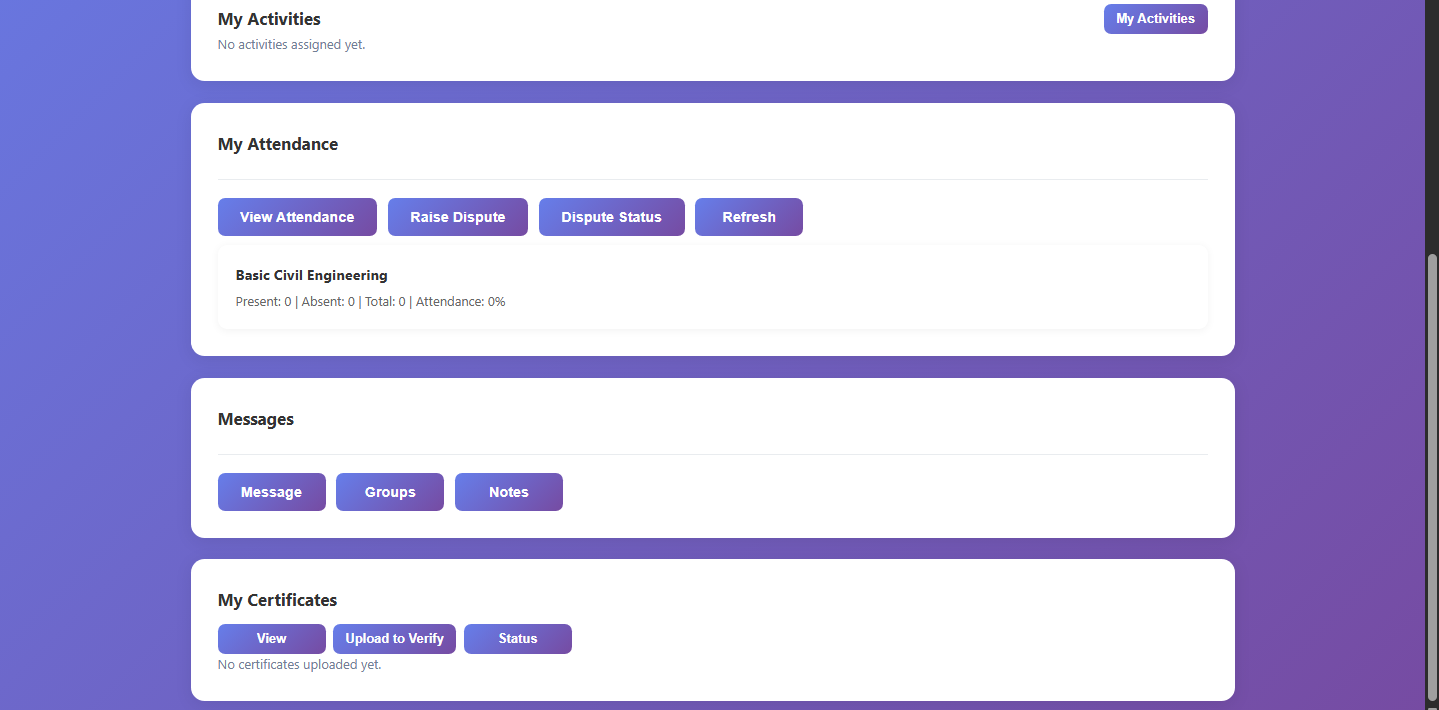 My Activities
My Activities
No activities assigned yet.
My Attendance
View Attendance
Raise Dispute
Dispute Status
Refresh
Basic Civil Engineering
Present: 0 | Absent: 0 | Total: 0 | Attendance: 0%
Messages
Message
Groups
Notes
My Certificates
View
Upload to Verify
Status
No certificates uploaded yet.